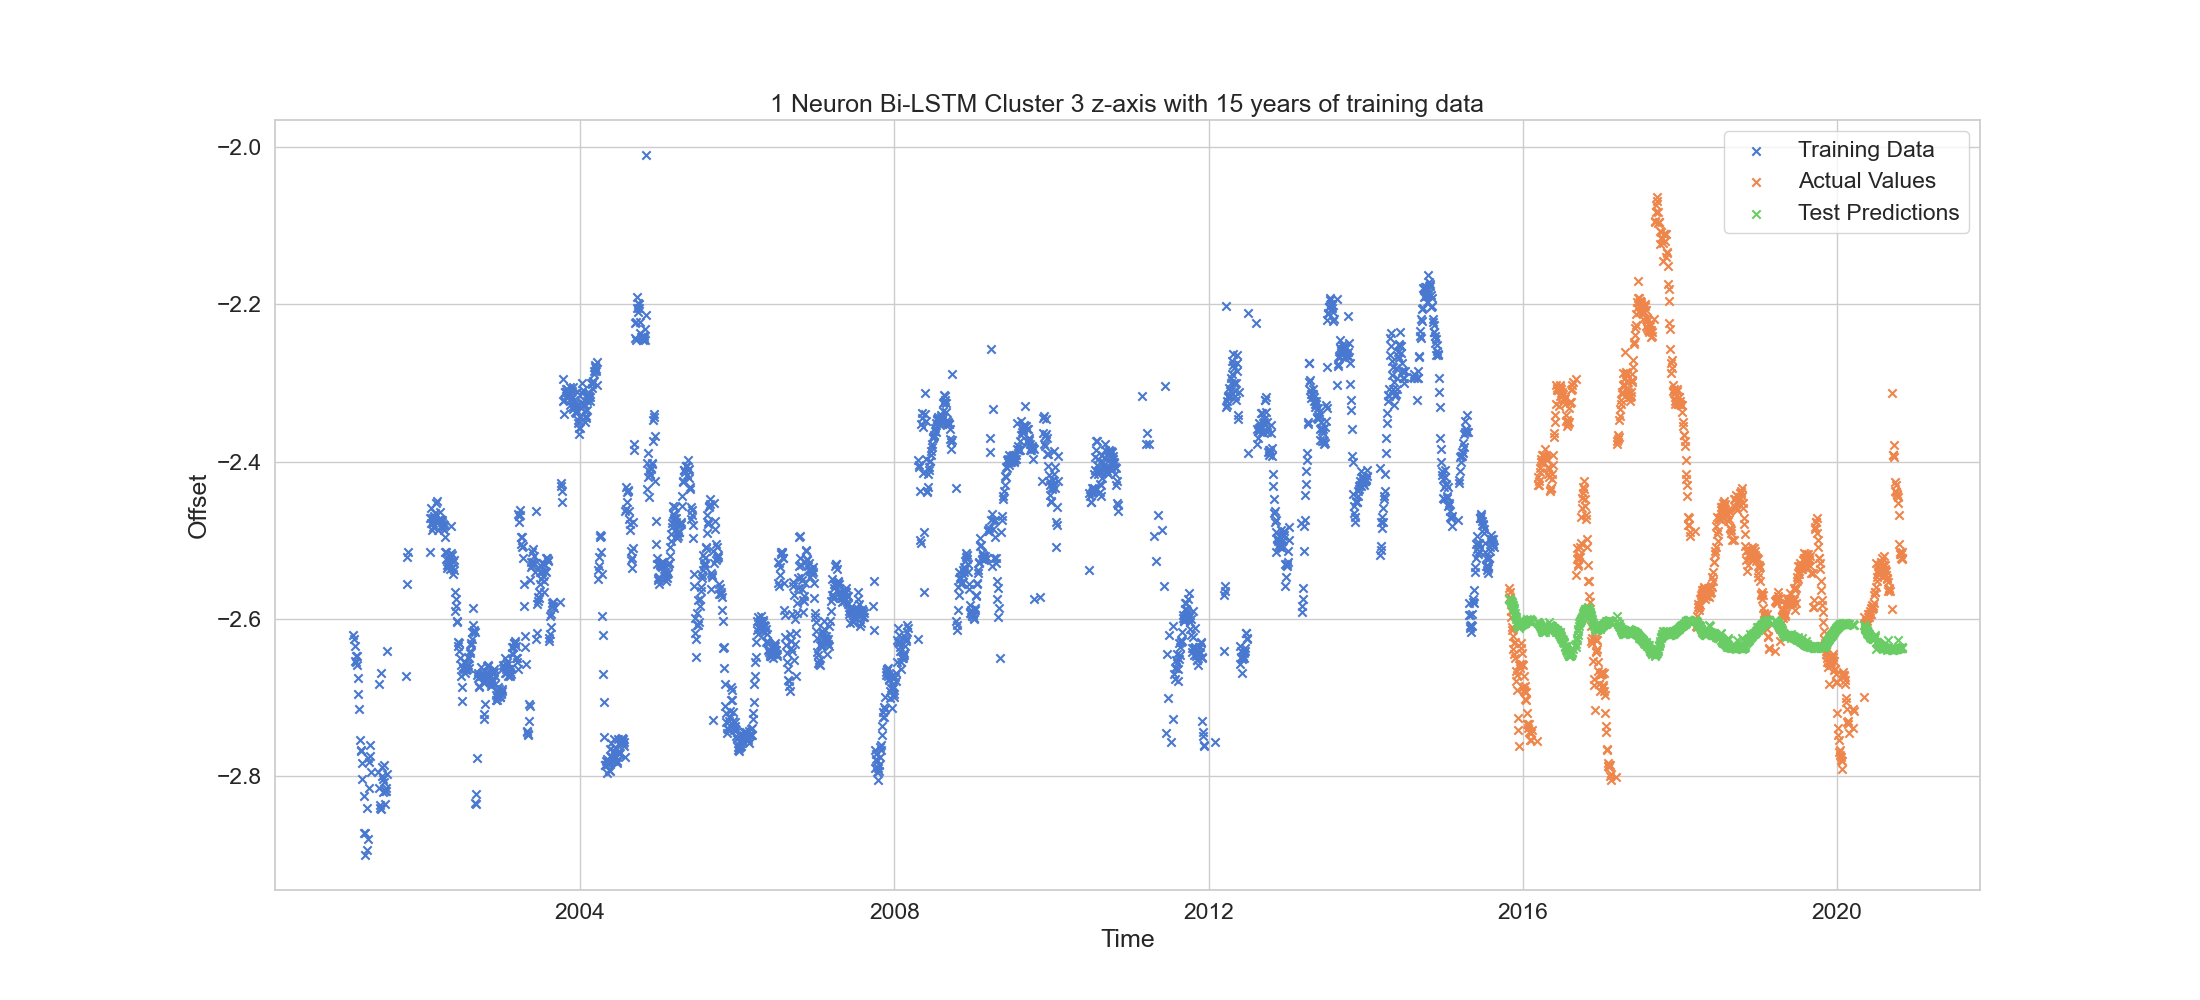 1 Neuron Bi-LSTM Cluster 3 z-axis with 15 years of training data
Training Data
Actual Values
Test Predictions
−2.0
−2.2
−2.4
−2.6
−2.8
Offset
2004
2008
2012
2016
2020
Time